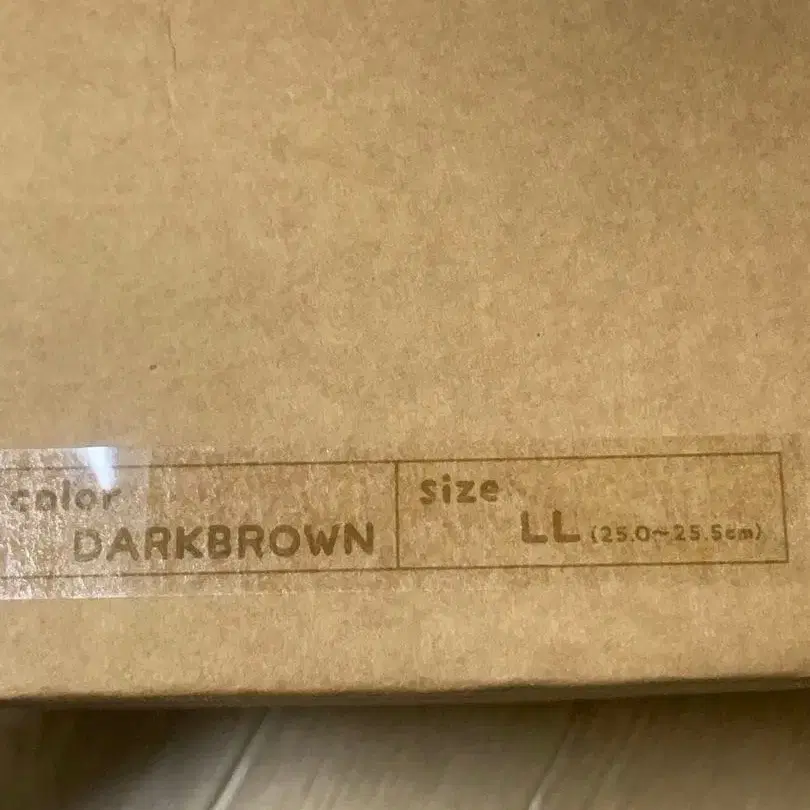 color
DARKBROWN
size
LL (25.0~25.5cm)